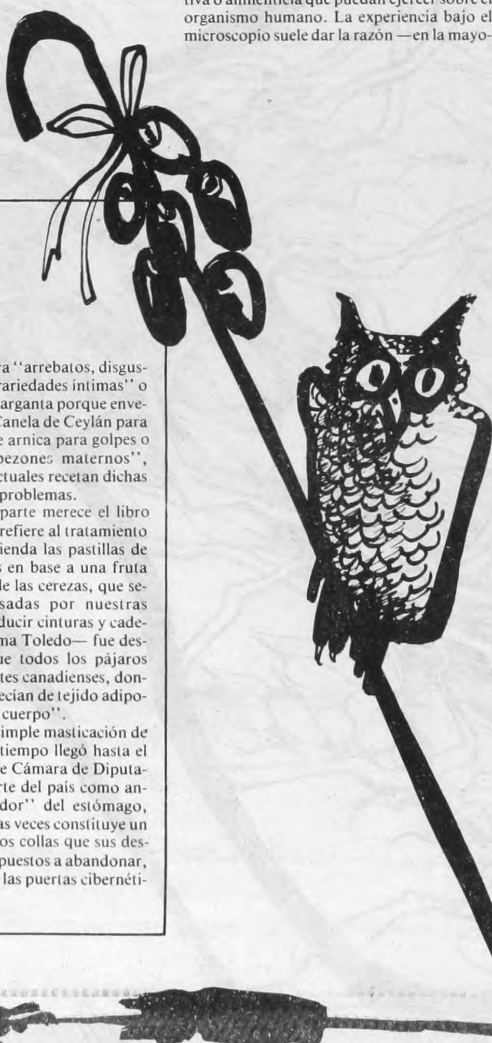 tiva o alimenticia que puedan ejercer sobre el
organismo humano. La experiencia bajo el
microscopio suele dar la razón —en la mayo-
ra "arrebatos, disgus-
rariedades íntimas" o
arganta porque enve-
Canela de Ceylán para
e arnica para golpes o
pezones maternos",
ctuales recetan dichas
problemas.
parte merece el libro
refiere al tratamiento
ienda las pastillas de
s en base a una fruta
de las cerezas, que se-
sadas por nuestras
ducir cinturas y cade-
ma Toledo— fue des-
ue todos los pájaros
tes canadienses, don-
ecían de tejido adipo-
cuerpo".
simple masticación de
tiempo llegó hasta el
e Cámara de Diputa-
rte del país como an-
dor" del estómago,
as veces constituye un
os collas que sus des-
puestos a abandonar,
las puertas cibernéti-